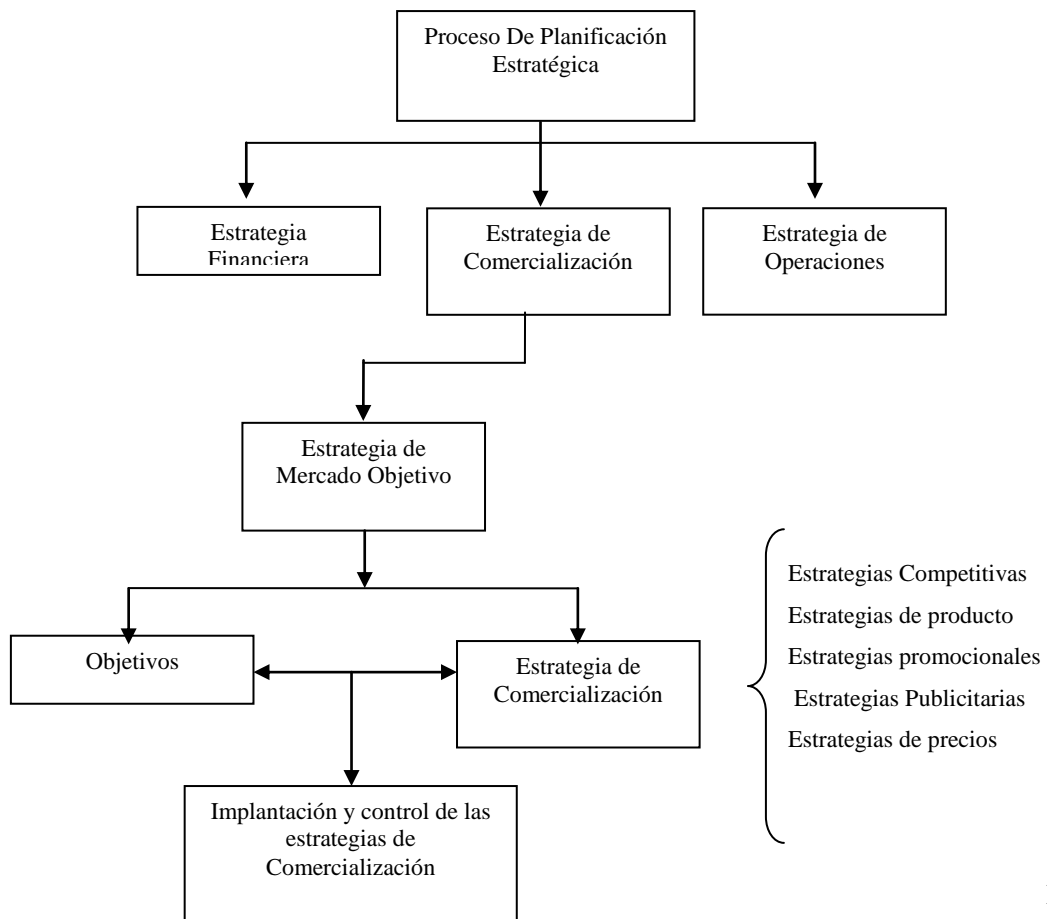 Proceso De Planificación
Estratégica
Estrategia
Financiera
Estrategia de
Comercialización
Estrategia de
Operaciones
Estrategia de
Mercado Objetivo
Objetivos
Estrategia de
Comercialización
Estrategias Competitivas
Estrategias de producto
Estrategias promocionales
Estrategias Publicitarias
Estrategias de precios
Implantación y control de las
estrategias de
Comercialización